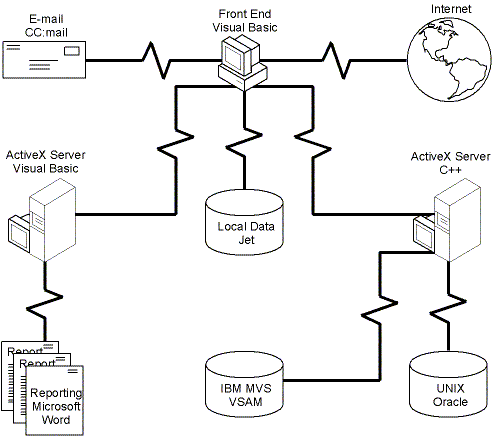 E-mail
CC:mail
Front End
Visual Basic
Internet
ActiveX Server
Visual Basic
ActiveX Server
C++
Local Data
Jet
Report
Report
Reporting
Microsoft
Word
IBM MVS
VSAM
UNIX
Oracle